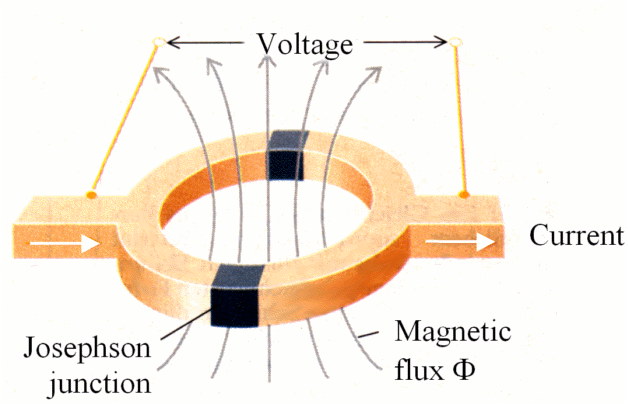 Voltage
Current
Josephson
junction
Magnetic
flux Φ